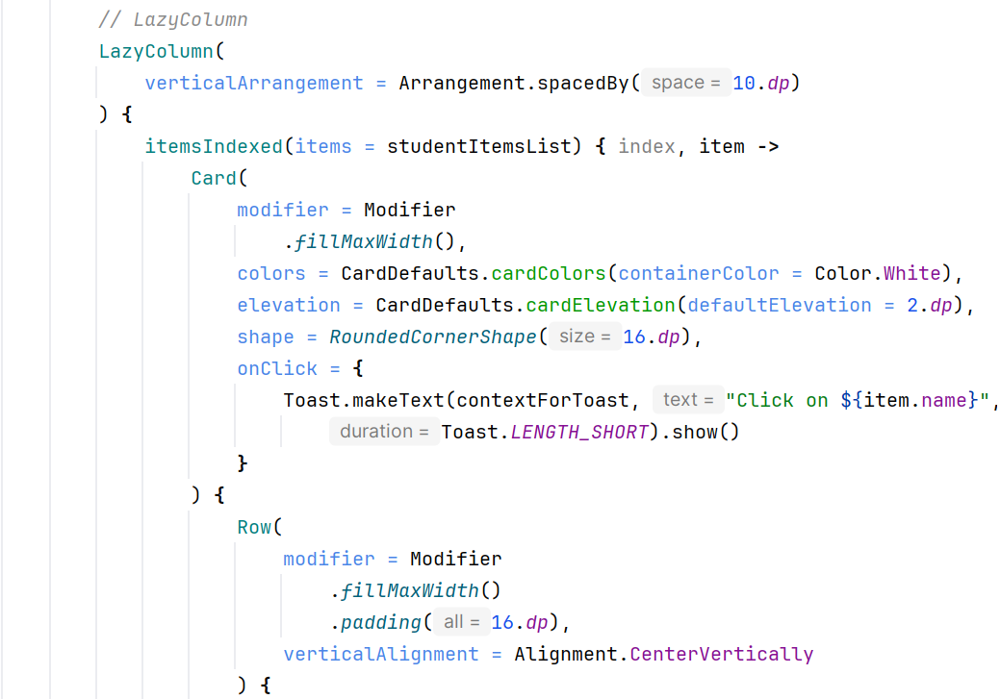 // LazyColumn
LazyColumn(
verticalArrangement = Arrangement.spacedBy( space = 10.dp)
) {
itemsIndexed(items = studentItemsList) { index, item ->
Card(
modifier = Modifier
.fillMaxWidth(),
colors = CardDefaults.cardColors(containerColor = Color.White),
elevation = CardDefaults.cardElevation(defaultElevation = 2.dp),
shape = RoundedCornerShape( size = 16.dp),
onClick = {
Toast.makeText(contextForToast, text = "Click on ${item.name}",
duration = Toast.LENGTH_SHORT).show()
}
) {
Row(
modifier = Modifier
.fillMaxWidth()
.padding( all = 16.dp),
verticalAlignment = Alignment.CenterVertically
) {